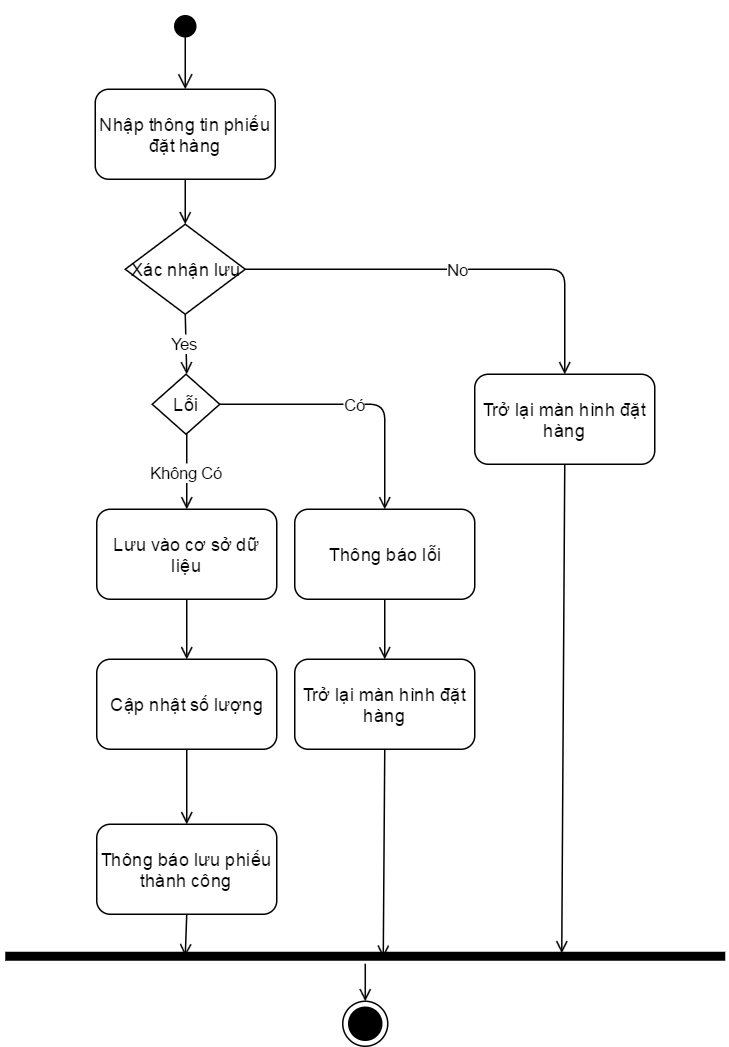 Nhập thông tin phiếu
đặt hàng
Xác nhận lưu
No
Yes
Lỗi
Có
Trở lại màn hình đặt
hàng
Không Có
Lưu vào cơ sở dữ
liệu
Thông báo lỗi
Cập nhật số lượng
Trở lại màn hình đặt
hàng
Thông báo lưu phiếu
thành công